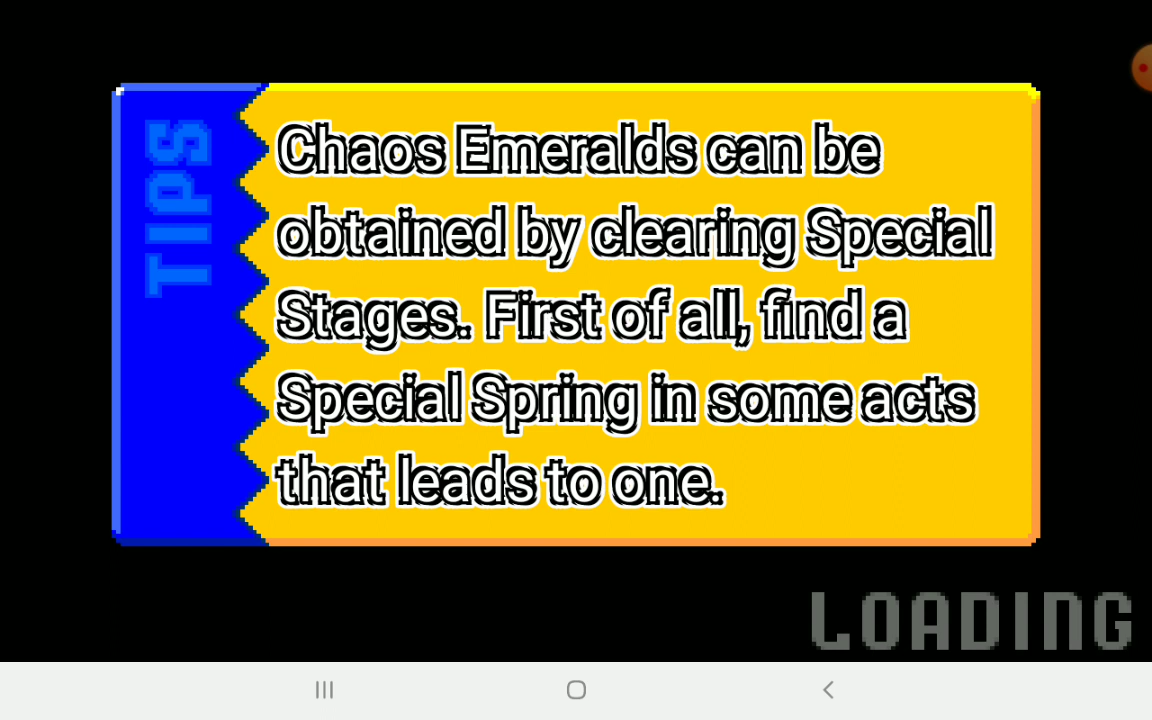 TIPS
Chaos Emeralds can be
obtained by clearing Special
Stages. First of all, find a
Special Spring in some acts
that leads to one.
LOADING